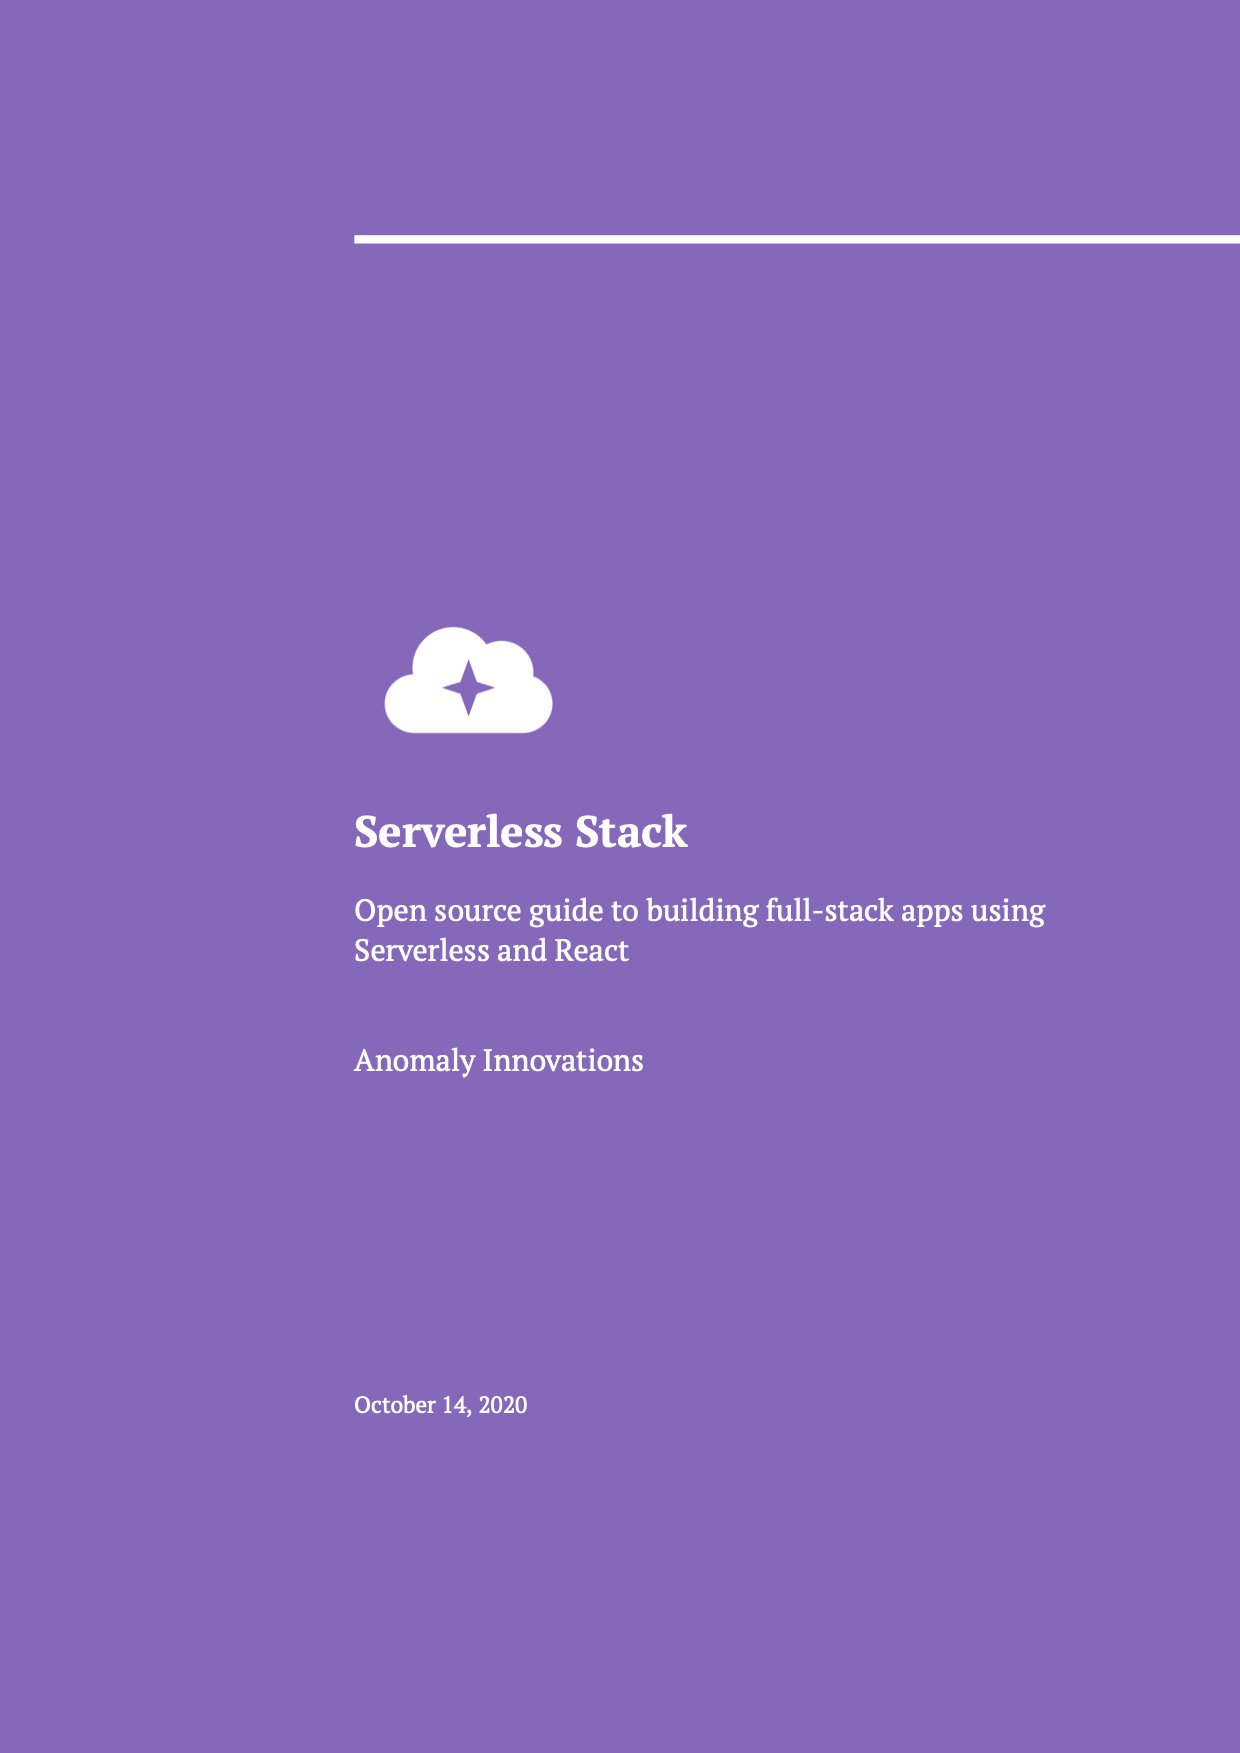 Serverless Stack
Open source guide to building full-stack apps using
Serverless and React
Anomaly Innovations
October 14, 2020